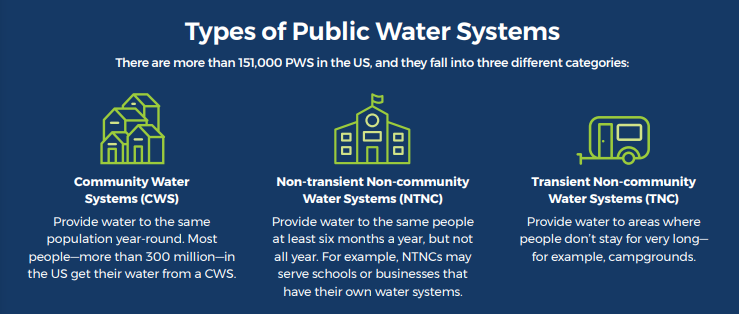 Types of Public Water Systems
There are more than 151,000 PWS in the US, and they fall into three different categories:
Community Water
Systems (CWS)
Provide water to the same
population year-round. Most
people—more than 300 million—in
the US get their water from a CWS.
Non-transient Non-community
Water Systems (NTNC)
Provide water to the same people
at least six months a year, but not
all year. For example, NTNCs may
serve schools or businesses that
have their own water systems.
Transient Non-community
Water Systems (TNC)
Provide water to areas where
people don’t stay for very long—
for example, campgrounds.